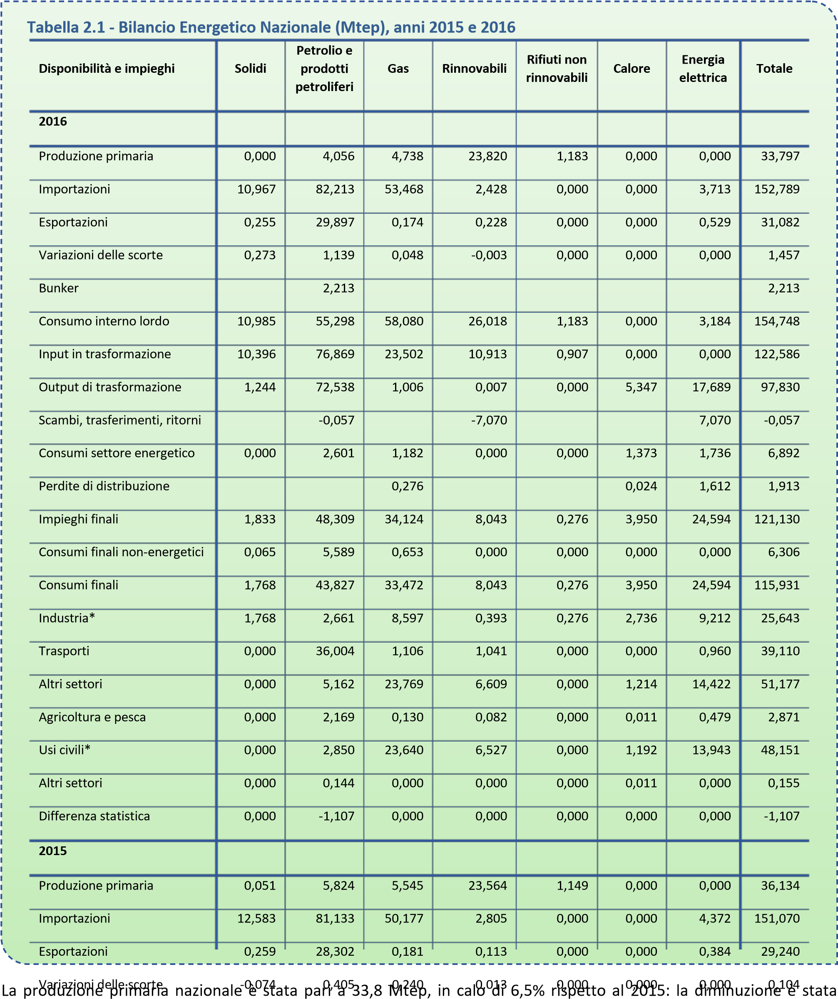 Tabella 2.1 - Bilancio Energetico Nazionale (Mtep), anni 2015 e 2016
Disponibilità e impieghi Solidi Petrolio e prodotti petroliferi Gas Rinnovabili Rifiuti non rinnovabili Calore Energia elettrica Totale
2016
Produzione primaria 0,000 4,056 4,738 23,820 1,183 0,000 0,000 33,797
Importazioni 10,967 82,213 53,468 2,428 0,000 0,000 3,713 152,789
Esportazioni 0,255 29,897 0,174 0,228 0,000 0,000 0,529 31,082
Variazioni delle scorte 0,273 1,139 0,048 -0,003 0,000 0,000 0,000 1,457
Bunker 2,213 2,213
Consumo interno lordo 10,985 55,298 58,080 26,018 1,183 0,000 3,184 154,748
Input in trasformazione 10,396 76,869 23,502 10,913 0,907 0,000 0,000 122,586
Output di trasformazione 1,244 72,538 1,006 0,007 0,000 5,347 17,689 97,830
Scambi, trasferimenti, ritorni -0,057 -7,070 7,070 -0,057
Consumi settore energetico 0,000 2,601 1,182 0,000 0,000 1,373 1,736 6,892
Perdite di distribuzione 0,276 0,024 1,612 1,913
Impieghi finali 1,833 48,309 34,124 8,043 0,276 3,950 24,594 121,130
Consumi finali non-energetici 0,065 5,589 0,653 0,000 0,000 0,000 0,000 6,306
Consumi finali 1,768 43,827 33,472 8,043 0,276 3,950 24,594 115,931
Industria* 1,768 2,661 8,597 0,393 0,276 2,736 9,212 25,643
Trasporti 0,000 36,004 1,106 1,041 0,000 0,000 0,960 39,110
Altri settori 0,000 5,162 23,769 6,609 0,000 1,214 14,422 51,177
Agricoltura e pesca 0,000 2,169 0,130 0,082 0,000 0,011 0,479 2,871
Usi civili* 0,000 2,850 23,640 6,527 0,000 1,192 13,943 48,151
Altri settori 0,000 0,144 0,000 0,000 0,000 0,011 0,000 0,155
Differenza statistica 0,000 -1,107 0,000 0,000 0,000 0,000 0,000 -1,107
2015
Produzione primaria 0,051 5,824 5,545 23,564 1,149 0,000 0,000 36,134
Importazioni 12,583 81,133 50,177 2,805 0,000 0,000 4,372 151,070
Esportazioni 0,259 28,302 0,181 0,113 0,000 0,000 0,384 29,240
Variazioni delle scorte -0,074 0,405 -0,240 0,013 0,000 0,000 0,000 0,104
La produzione primaria nazionale è stata pari a 33,8 Mtep, in calo di 6,5% rispetto al 2015: la diminuzione è stata